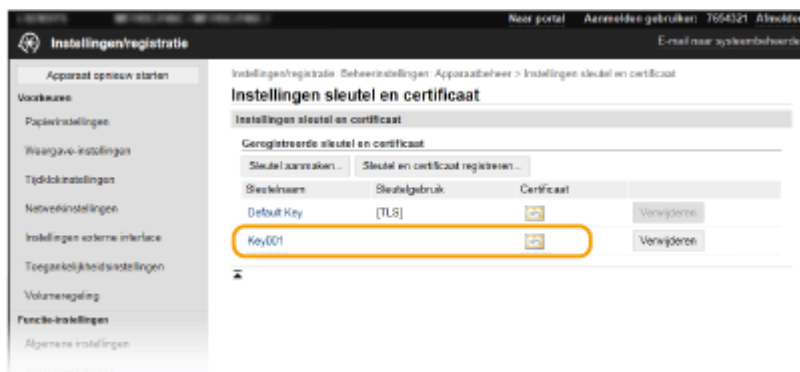 Naar portal Aanmelden gebruiker: 7654321 Afmelden
Instellingen/registratie
E-mail naar systeembeheerde
Apparaat opnieuw starten
Instellingen/registratie: Beheerinstellingen: Apparaatbeheer > Instellingen sleutel en certificaat
Voorkeuren
Instellingen sleutel en certificaat
Papierinstellingen
Instellingen sleutel en certificaat
Weergave-instellingen
Geregistreerde sleutel en certificaat
Sleutel aanmaken... Sleutel en certificaat registreren...
Tijdklokinstellingen
Sleutelnaam Sleutelgebruik Certificaat
Netwerkinstellingen
Default Key [TLS] Verwijderen
Instellingen externe interface
Key001 Verwijderen
Toegankelijkheidsinstellingen
Volumeregeling
Functie-instellingen
Algemene instellingen